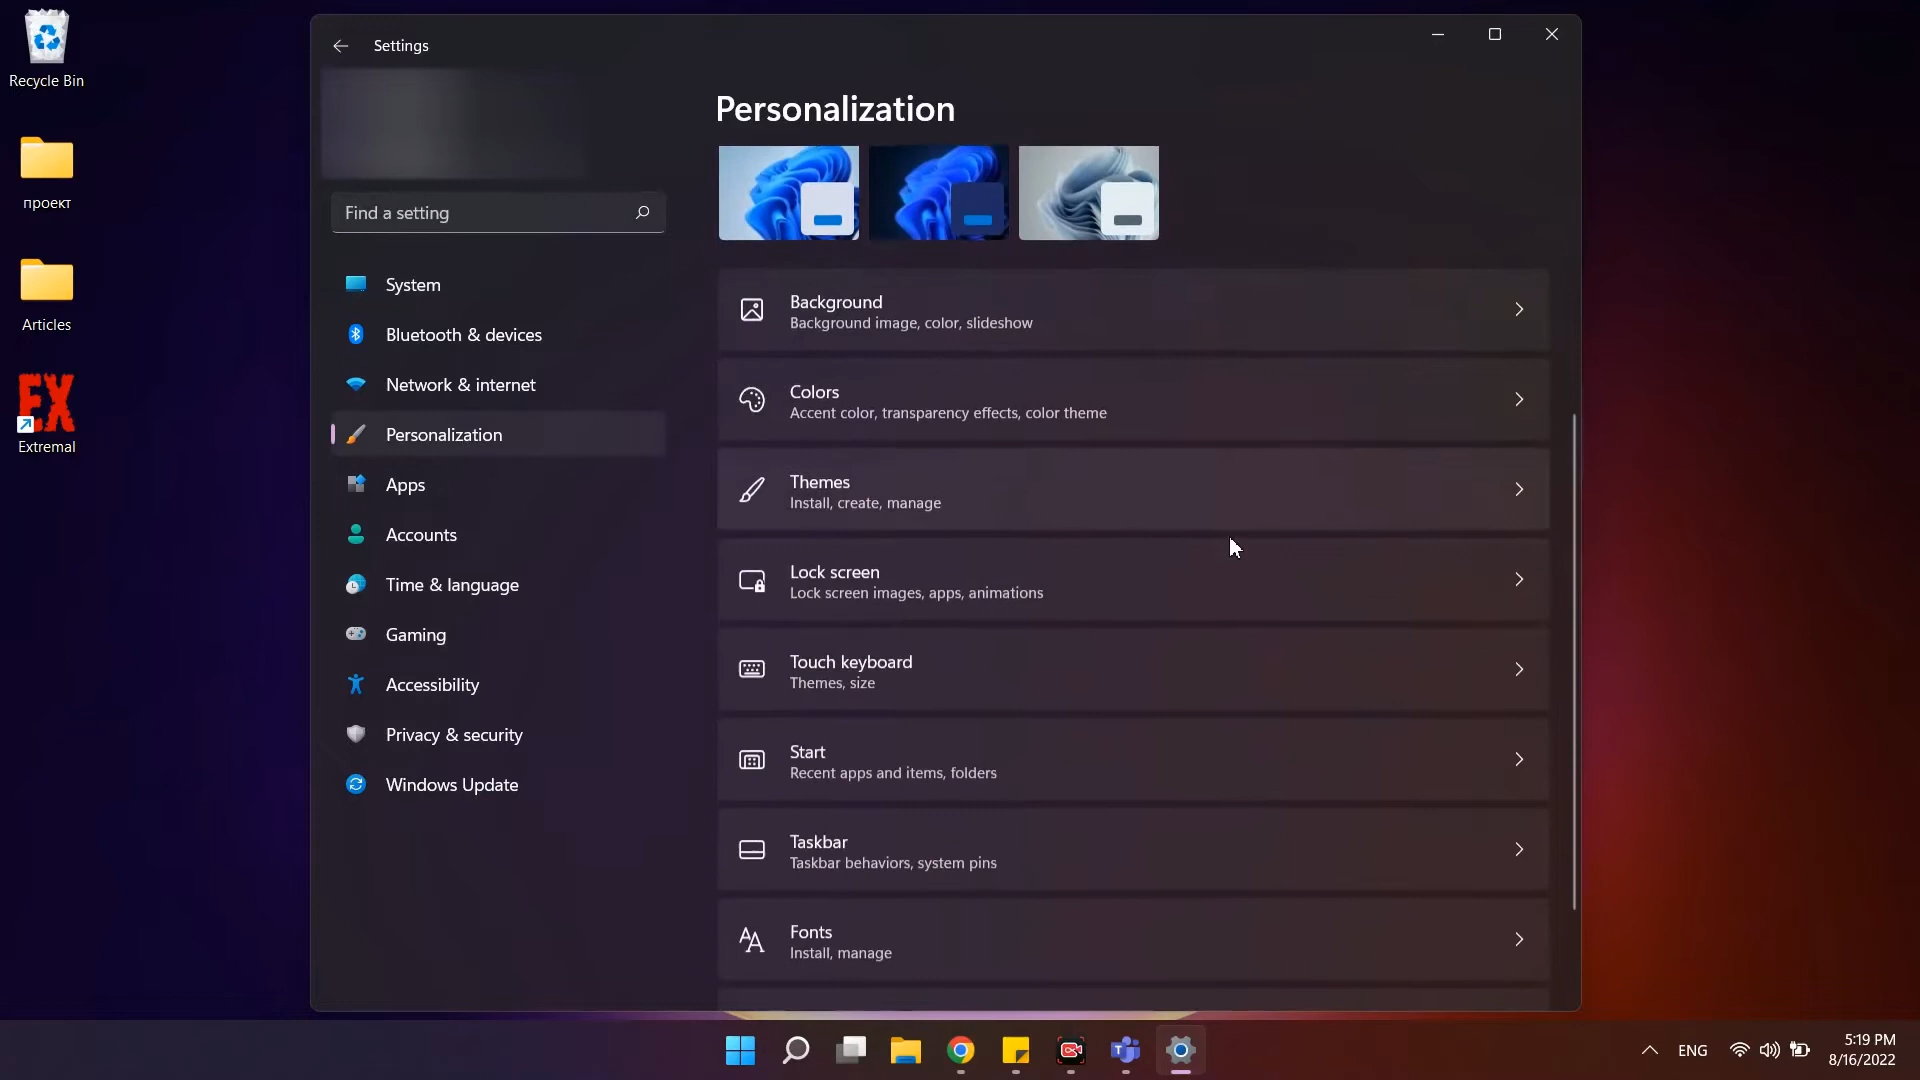 Recycle Bin
проект
Articles
EX
Extremal
Settings
Find a setting
System
Bluetooth & devices
Network & internet
Personalization
Apps
Accounts
Time & language
Gaming
Accessibility
Privacy & security
Windows Update
Personalization
Background
Background image, color, slideshow
Colors
Accent color, transparency effects, color theme
Themes
Install, create, manage
Lock screen
Lock screen images, apps, animations
Touch keyboard
Themes, size
Start
Recent apps and items, folders
Taskbar
Taskbar behaviors, system pins
Fonts
Install, manage
ENG
5:19 PM
8/16/2022